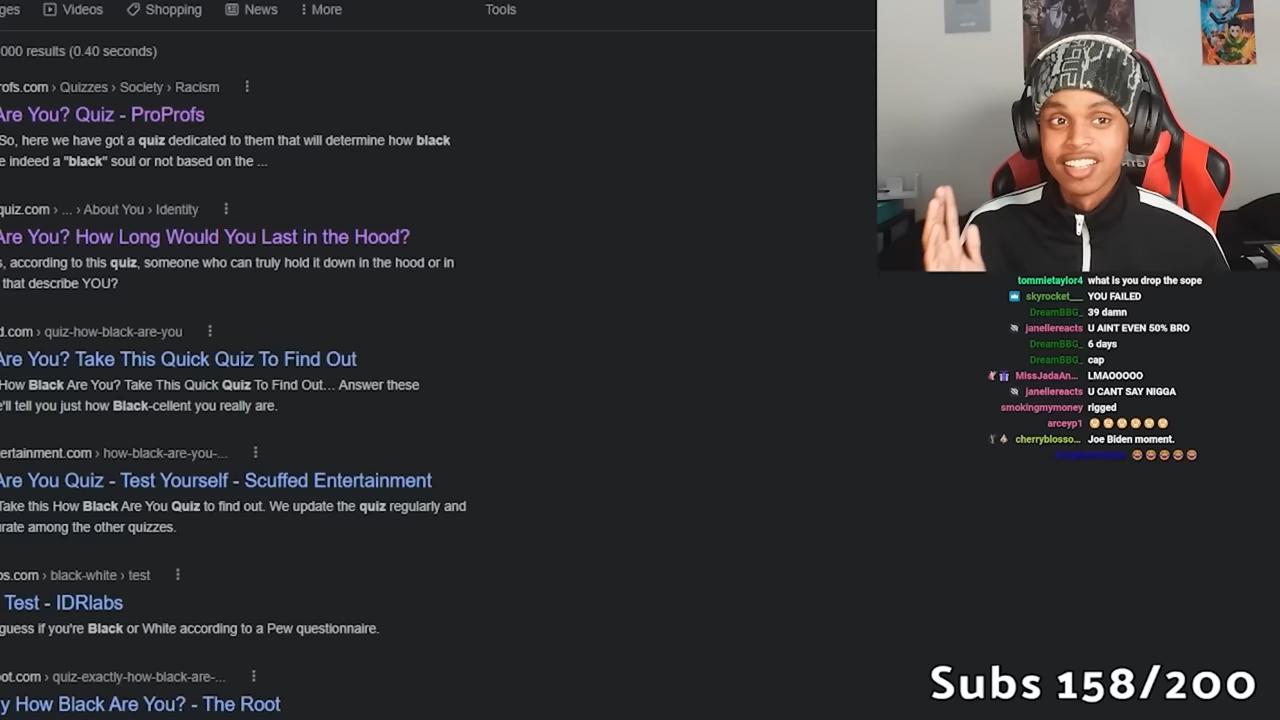 ges Videos Shopping News More Tools
000 results (0.40 seconds)
rofs.com › Quizzes › Society › Racism
Are You? Quiz - ProProfs
So, here we have got a quiz dedicated to them that will determine how black
e indeed a "black" soul or not based on the ...
quiz.com › ... › About You › Identity
Are You? How Long Would You Last in the Hood?
s, according to this quiz, someone who can truly hold it down in the hood or in
that describe YOU?
d.com › quiz-how-black-are-you
Are You? Take This Quick Quiz To Find Out
How Black Are You? Take This Quick Quiz To Find Out... Answer these
e'll tell you just how Black-cellent you really are.
ertainment.com › how-black-are-you-...
Are You Quiz - Test Yourself - Scuffed Entertainment
Take this How Black Are You Quiz to find out. We update the quiz regularly and
rate among the other quizzes.
os.com › black-white › test
Test - IDRlabs
guess if you're Black or White according to a Pew questionnaire.
oot.com › quiz-exactly-how-black-are-...
y How Black Are You? - The Root
tommietaylor4 what is you drop the sope
skyrocket__ YOU FAILED
DreamBBG_ 39 damn
janellereacts U AINT EVEN 50% BRO
DreamBBG_ 6 days
DreamBBG_ cap
MissJadaAn... LMAOOOOO
janellereacts U CANT SAY NIGGA
smokingmymoney rigged
arceyp1
cherryblosso... Joe Biden moment.
Subs 158/200